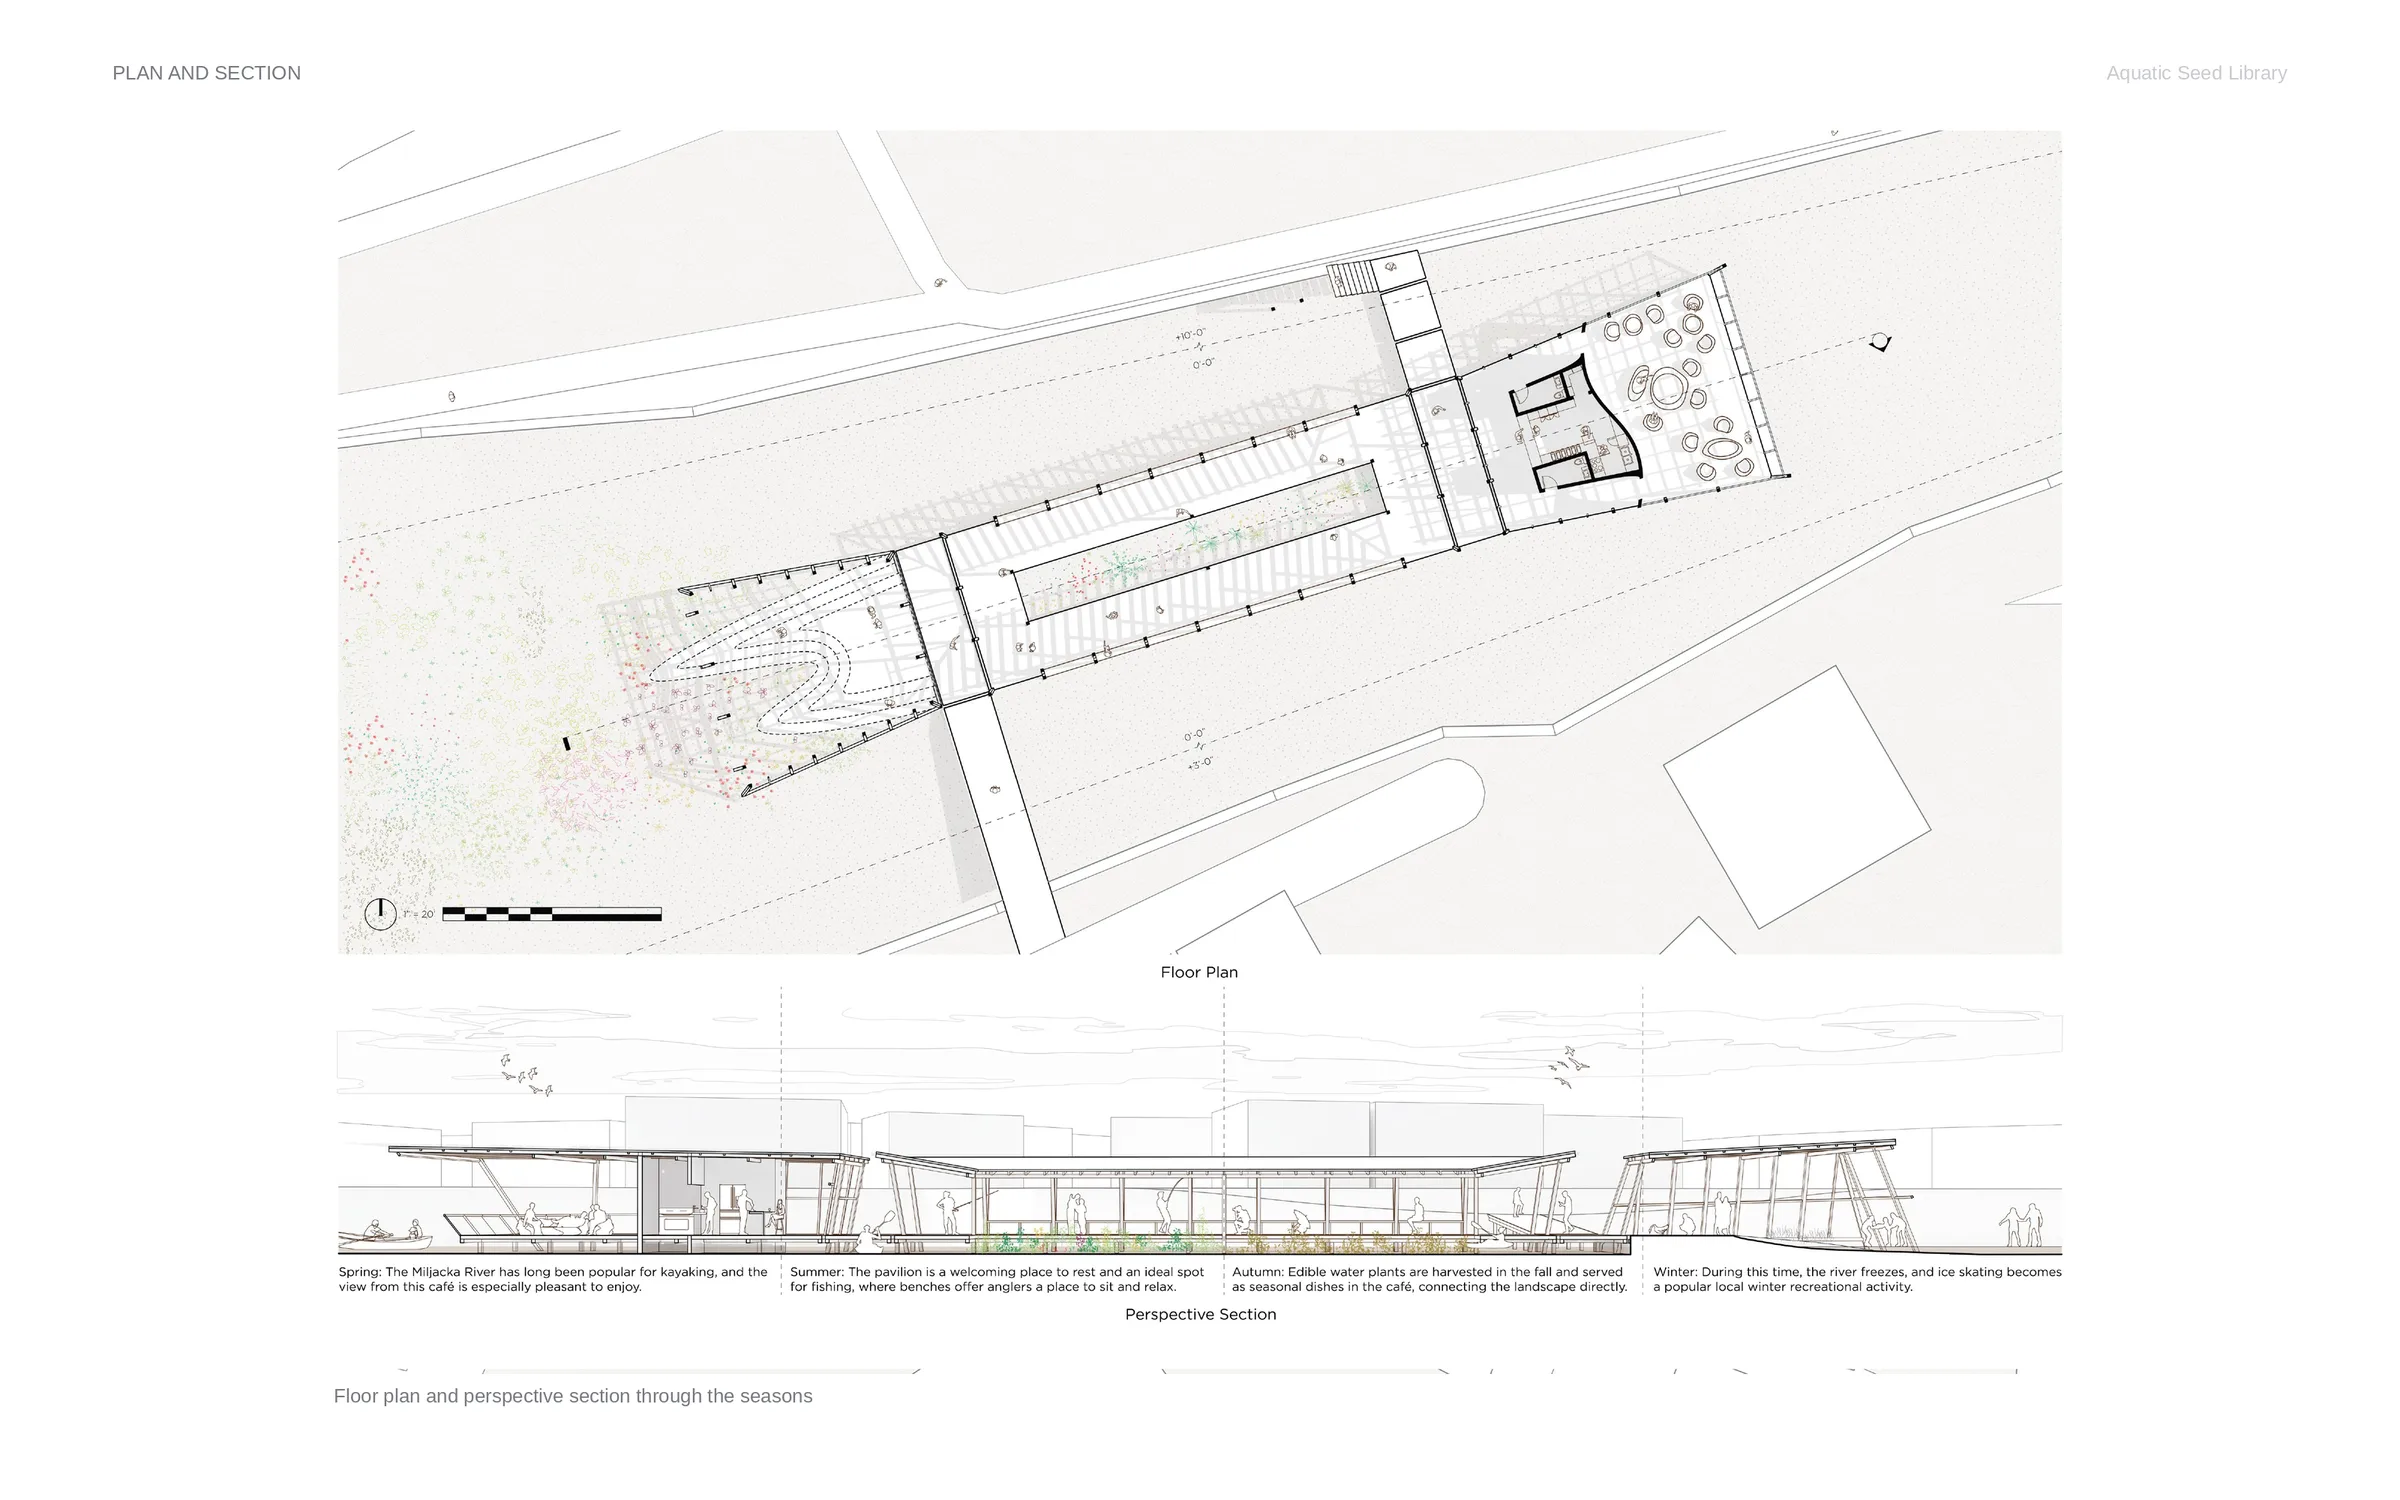 PLAN AND SECTION
Aquatic Seed Library
+10'-0"
0'-0"
0'-0"
+3'-0"
1" = 20'
Floor Plan
Spring: The Miljacka River has long been popular for kayaking, and the
view from this café is especially pleasant to enjoy.
Summer: The pavilion is a welcoming place to rest and an ideal spot
for fishing, where benches offer anglers a place to sit and relax.
Autumn: Edible water plants are harvested in the fall and served
as seasonal dishes in the café, connecting the landscape directly.
Winter: During this time, the river freezes, and ice skating becomes
a popular local winter recreational activity.
Perspective Section
Floor plan and perspective section through the seasons